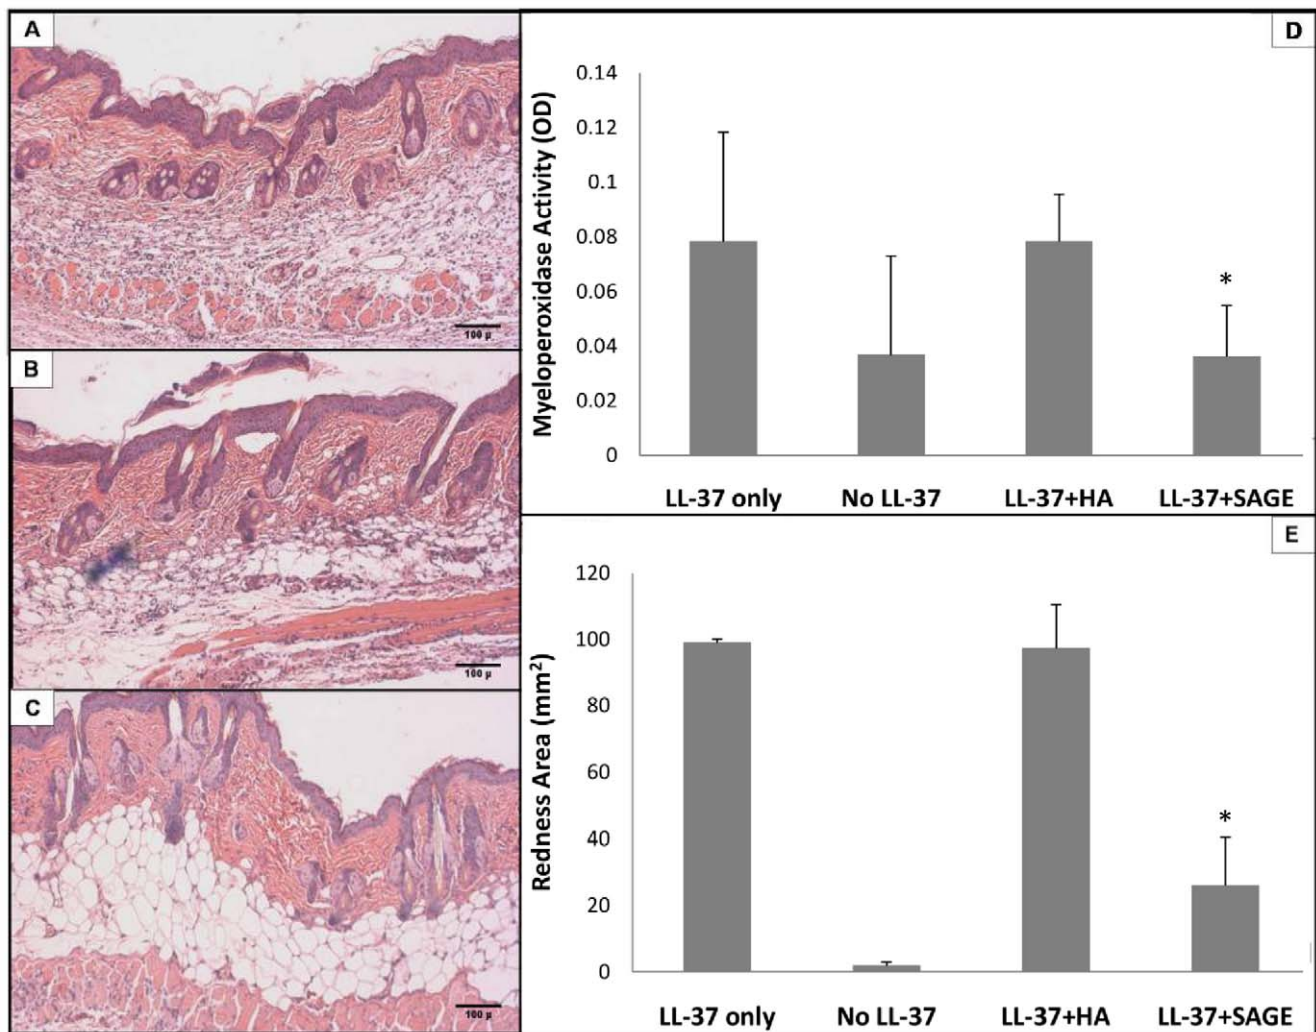 A
100 µ
B
100 µ
C
100 µ
D
Myeloperoxidase Activity (OD)
0.14
0.12
0.1
0.08
0.06
0.04
0.02
0
*
LL-37 only No LL-37 LL-37+HA LL-37+SAGE
E
Redness Area (mm²)
120
100
80
60
40
20
0
*
LL-37 only No LL-37 LL-37+HA LL-37+SAGE